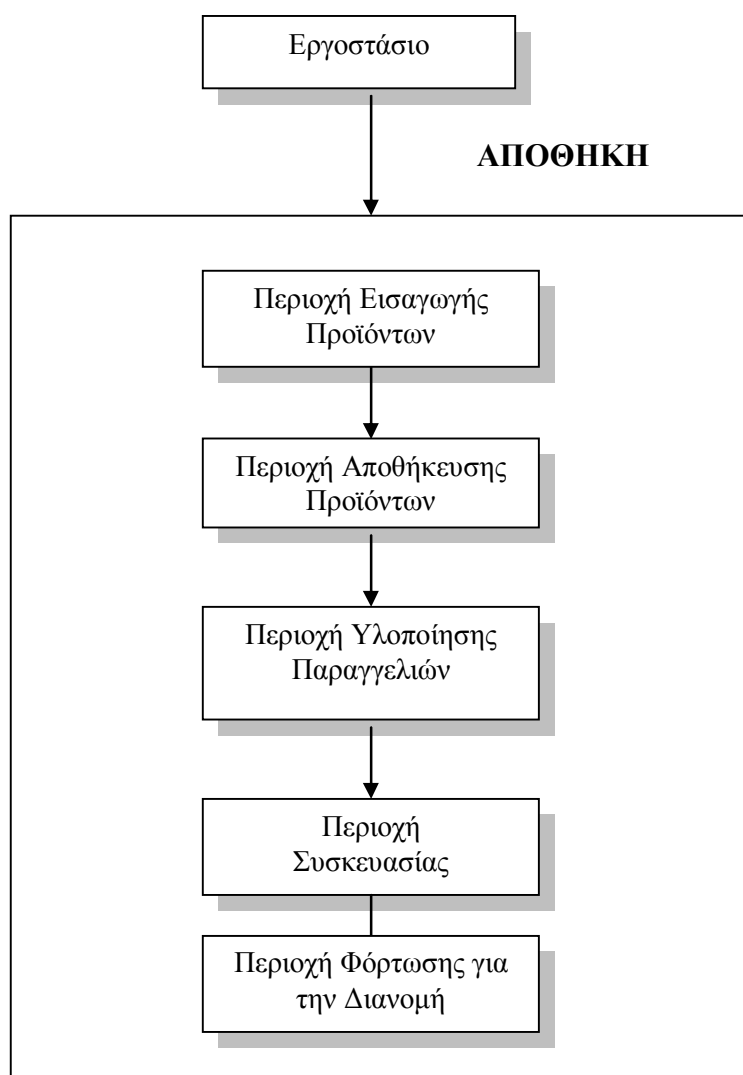 Εργοστάσιο
ΑΠΟΘΗΚΗ
Περιοχή Εισαγωγής
Προϊόντων
Περιοχή Αποθήκευσης
Προϊόντων
Περιοχή Υλοποίησης
Παραγγελιών
Περιοχή
Συσκευασίας
Περιοχή Φόρτωσης για
την Διανομή